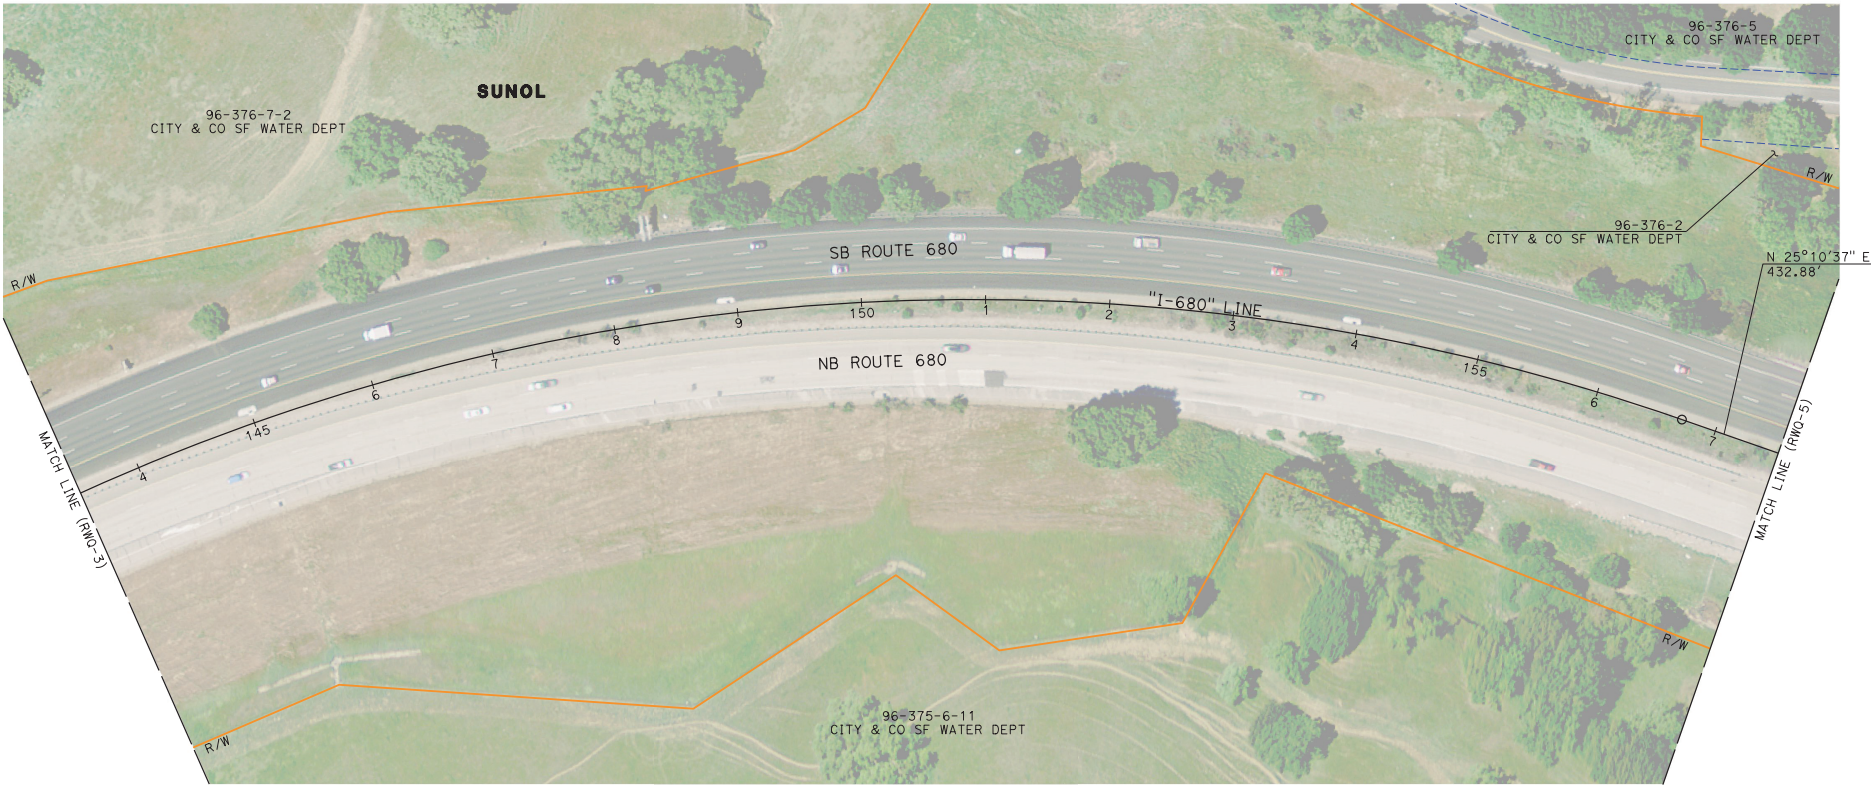 96-376-5
CITY & CO SF WATER DEPT
SUNOL
96-376-7-2
CITY & CO SF WATER DEPT
R/W
96-376-2
CITY & CO SF WATER DEPT
N 25°10'37" E
432.88'
SB ROUTE 680
R/W
"I-680" LINE
NB ROUTE 680
4
145
6
7
8
9
150
1
2
3
4
155
6
7
MATCH LINE (RWQ-3)
MATCH LINE (RWQ-5)
R/W
96-375-6-11
CITY & CO SF WATER DEPT
R/W